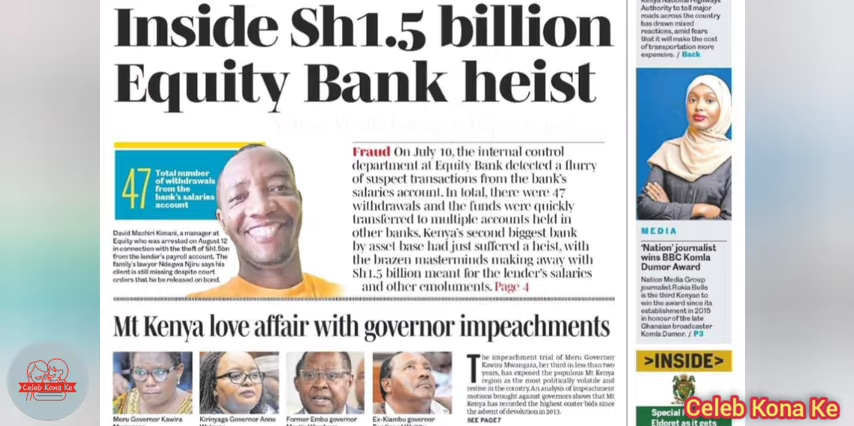 Inside Sh1.5 billion
Equity Bank heist
47
Total number
of withdrawals
from the
bank's salaries
account
David Machiri Kimani, a manager at
Equity who was arrested on August 12
in connection with the theft of Sh1.5bn
from the lender's payroll account. The
family's lawyer Ndegwa Njiru says his
client is still missing despite court
orders that he be released on bond.
Fraud On July 10, the internal control
department at Equity Bank detected a flurry
of suspect transactions from the bank's
salaries account. In total, there were 47
withdrawals and the funds were quickly
transferred to multiple accounts held in
other banks. Kenya's second biggest bank
by asset base had just suffered a heist, with
the brazen masterminds making away with
Sh1.5 billion meant for the lender's salaries
and other emoluments. Page 4
Mt Kenya love affair with governor impeachments
Meru Governor Kawira
Kirinyaga Governor Anne
Former Embu governor
Ex-Kiambu governor
The impeachment trial of Meru Governor
Kawira Mwangaza, her third in less than two
years, has exposed the populous Mt Kenya
region as the most politically volatile and
restive in the country. An analysis of impeachment
motions brought against governors shows that Mt
Kenya has recorded the highest ouster bids since
the advent of devolution in 2013.
SEE PAGE 7
Authority to toll major
roads across the country
has drawn mixed
reactions, amid fears
that it will make the cost
of transportation more
expensive. / Back
MEDIA
'Nation' journalist
wins BBC Komla
Dumor Award
Nation Media Group
journalist Rukia Bulle
is the third Kenyan to
win the award since its
establishment in 2015
in honour of the late
Ghanaian broadcaster
Komla Dumor. / P3
>INSIDE>
Special
Eldoret as it gets
Celeb Kona Ke
Celeb Kona Ke